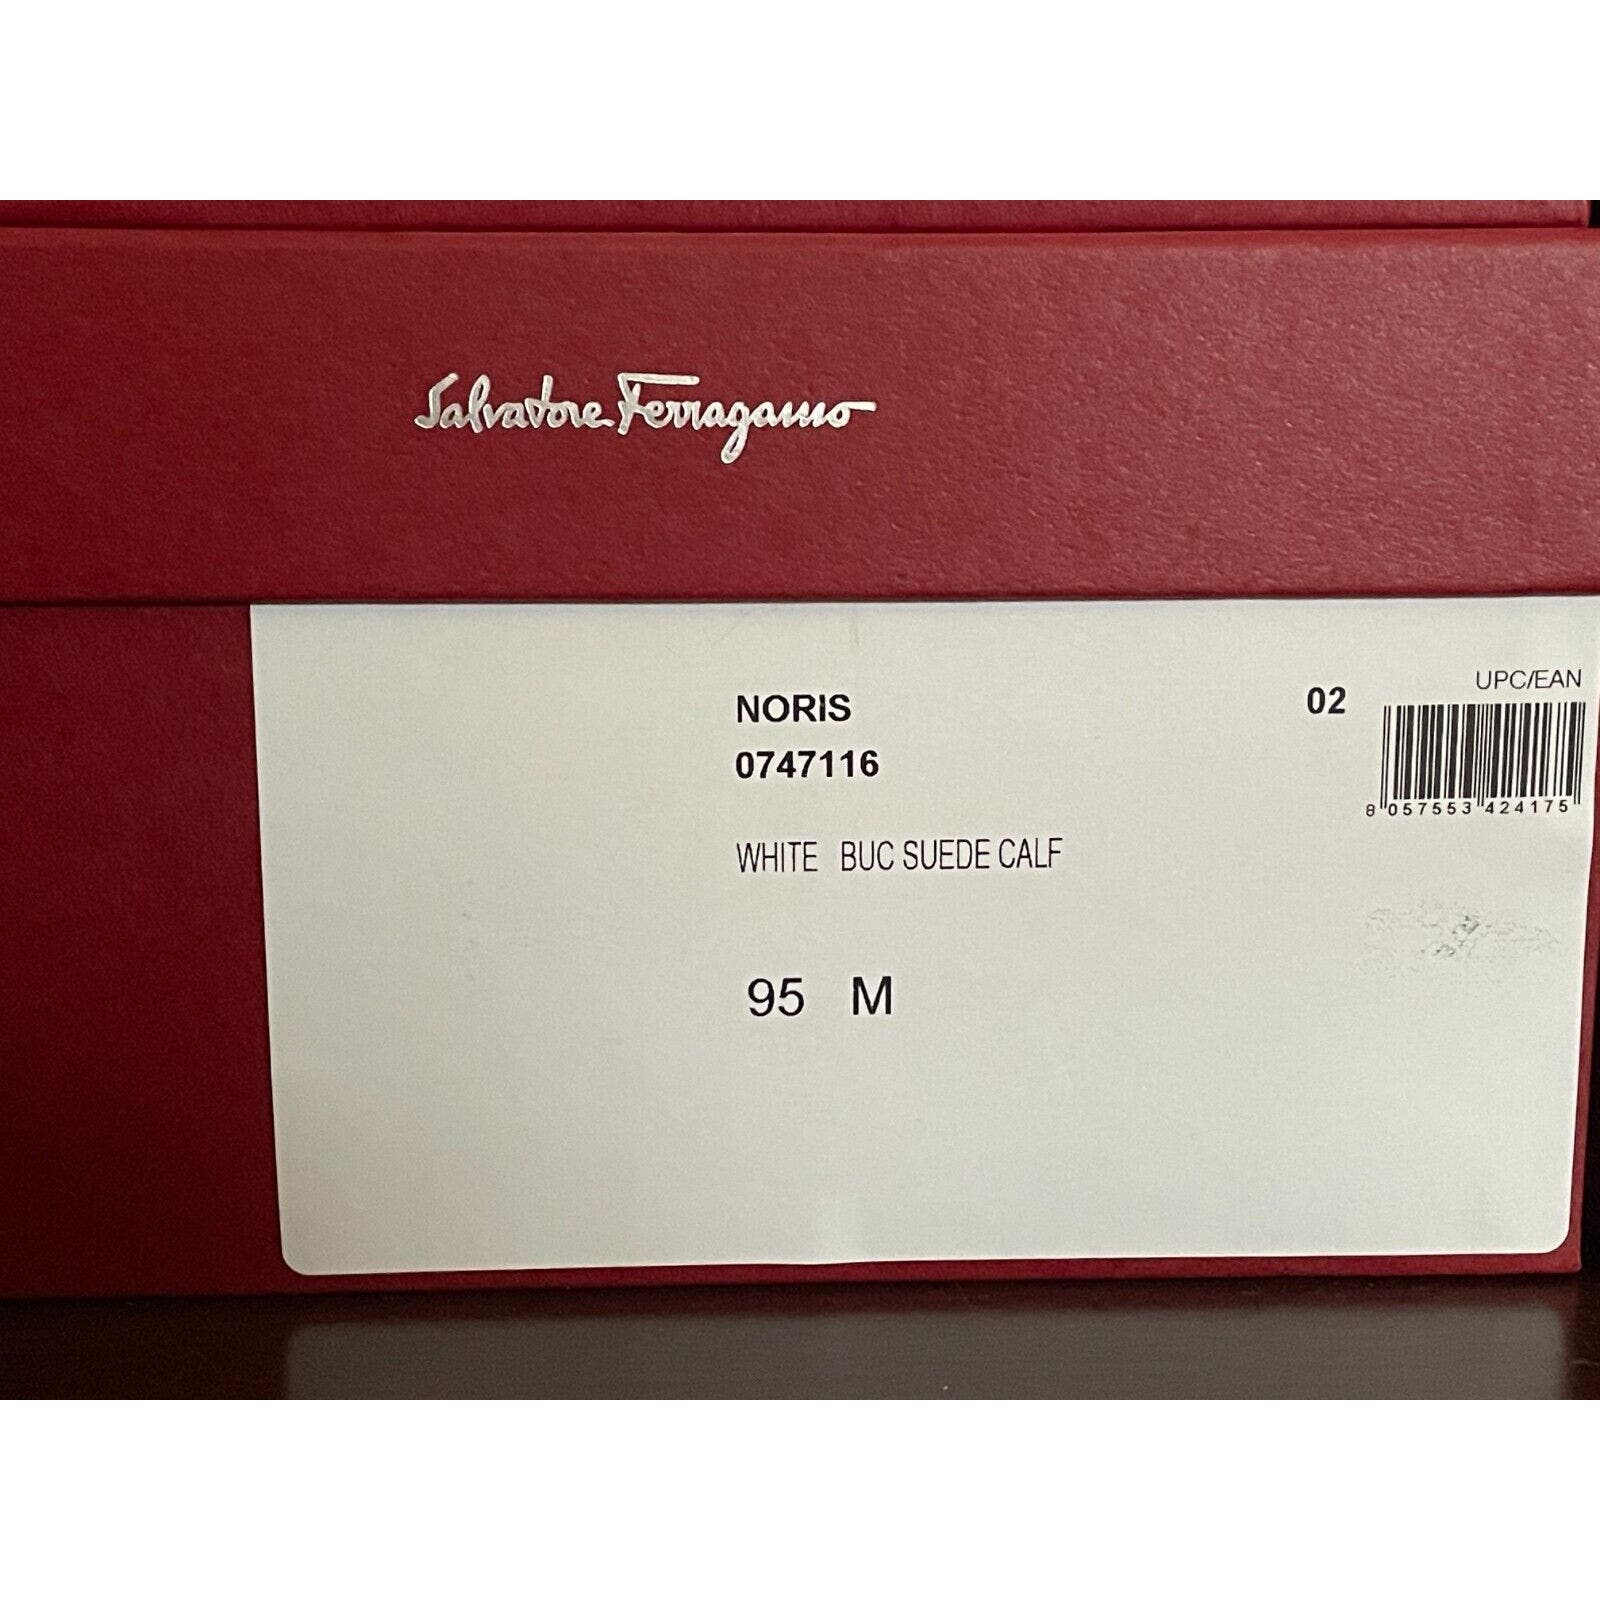 Salvatore Ferragamo
NORIS
0747116
02
UPC/EAN
8 057553 424175
WHITE BUC SUEDE CALF
95 M